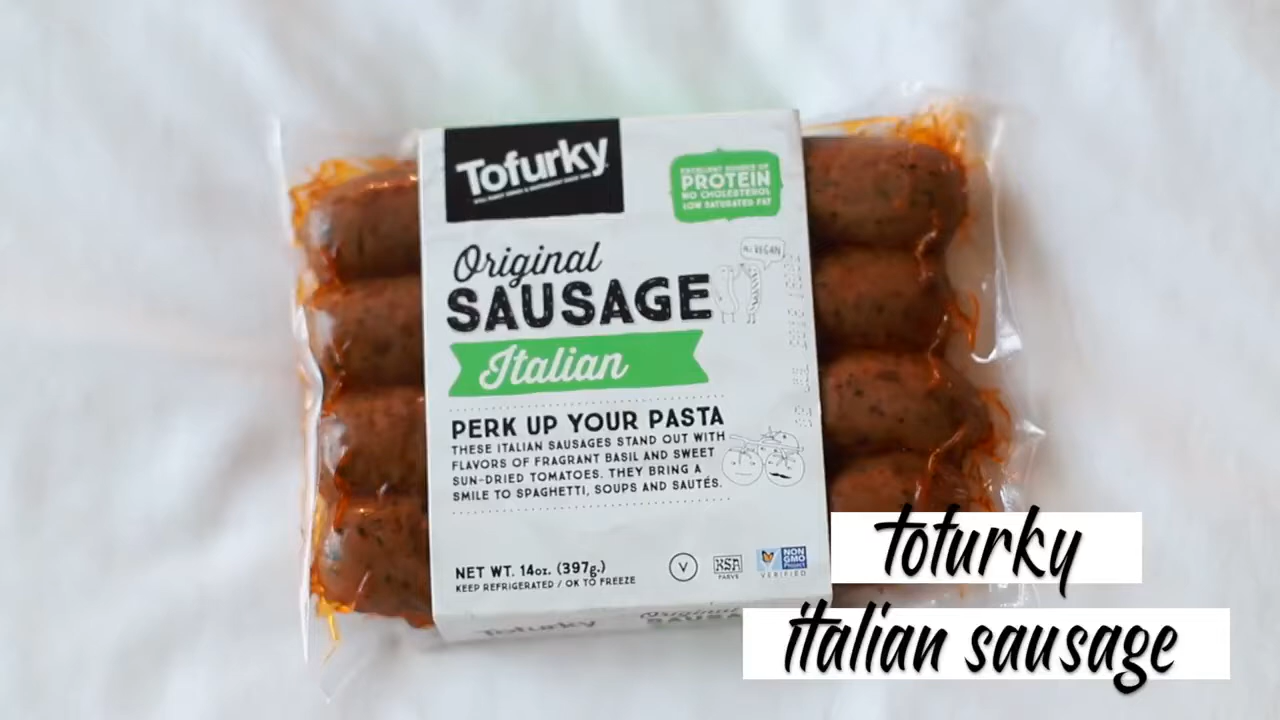 Tofurky
EXCELLENT SOURCE OF
PROTEIN
NO CHOLESTEROL
LOW SATURATED FAT
Original
SAUSAGE
VEGAN
Italian
PERK UP YOUR PASTA
THESE ITALIAN SAUSAGES STAND OUT WITH
FLAVORS OF FRAGRANT BASIL AND SWEET
SUN-DRIED TOMATOES. THEY BRING A
SMILE TO SPAGHETTI, SOUPS AND SAUTÉS.
NET WT. 14oz. (397g.)
KEEP REFRIGERATED / OK TO FREEZE
V
KSA
PARVE
NON
GMO
Project
VERIFIED
Tofurky
Original
tofurky
italian sausage